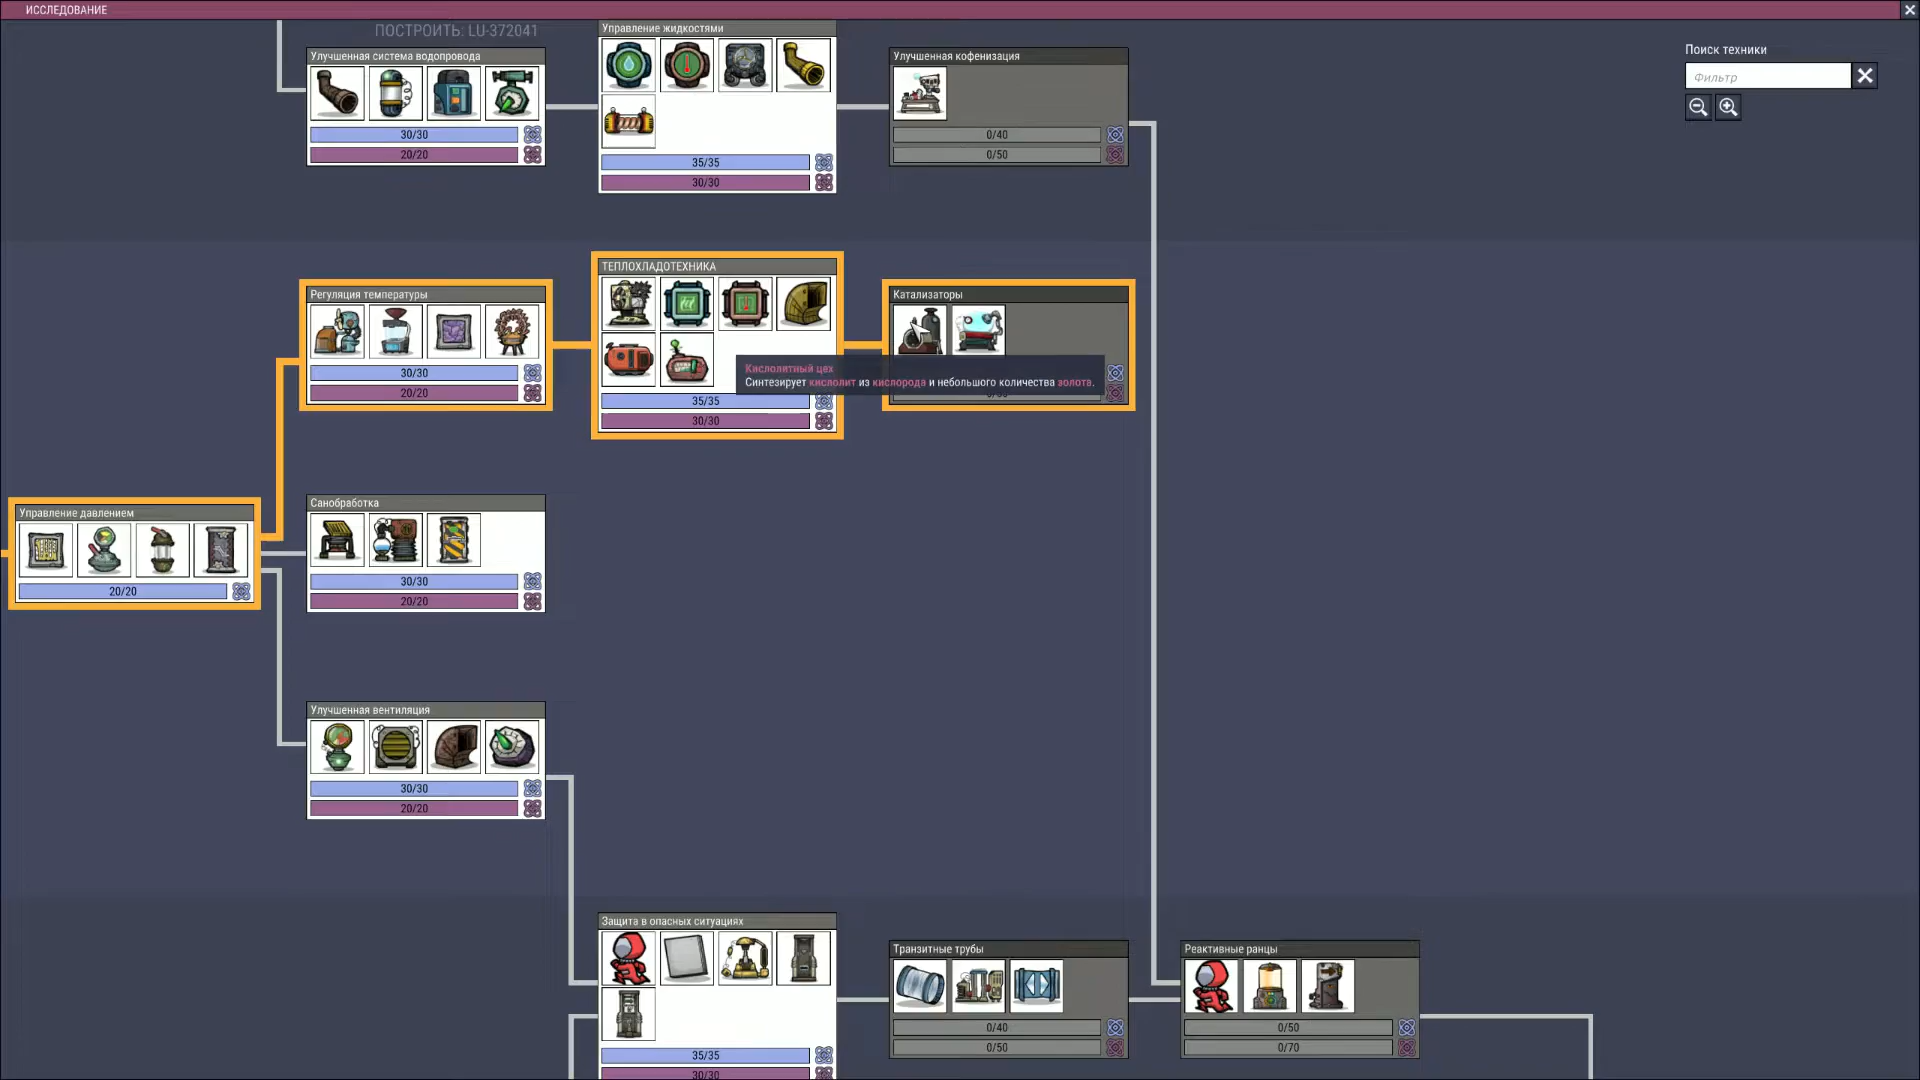 ИССЛЕДОВАНИЕ
ПОСТРОИТЬ: LU-372041
Управление жидкостями
35/35
30/30
Улучшенная система водопровода
30/30
20/20
Улучшенная кофенизация
0/40
0/50
Поиск техники
Фильтр
Регуляция температуры
30/30
20/20
ТЕПЛОХЛАДОТЕХНИКА
35/35
30/30
Катализаторы
Кислолитный цех
Синтезирует кислолит из кислорода и небольшого количества золота.
Управление давлением
20/20
Санобработка
30/30
20/20
Улучшенная вентиляция
30/30
20/20
Защита в опасных ситуациях
35/35
30/30
Транзитные трубы
0/40
0/50
Реактивные ранцы
0/50
0/70